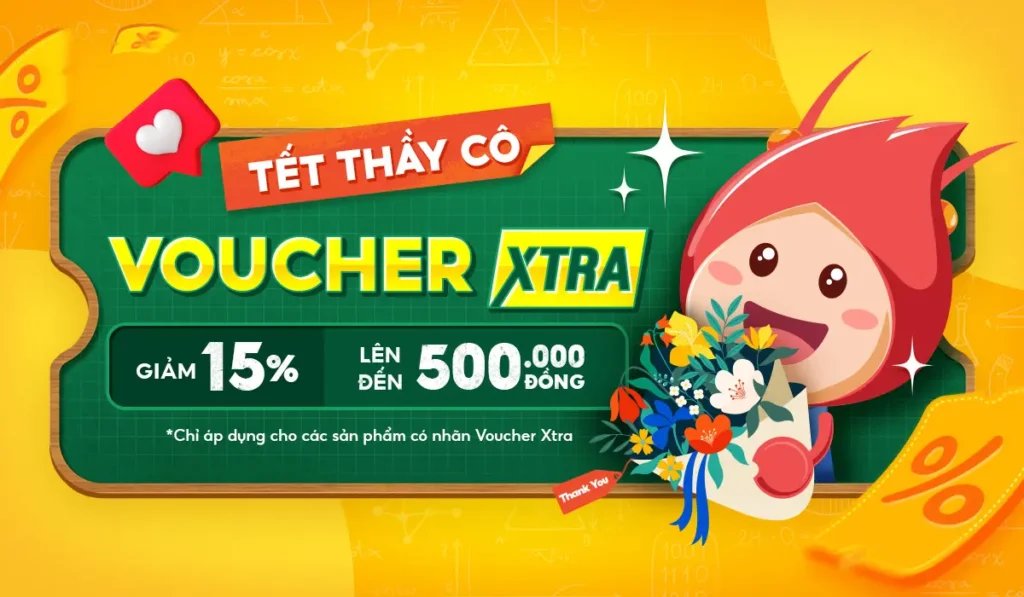 TẾT THẦY CÔ
VOUCHER XTRA
GIẢM 15%
LÊN ĐẾN 500.000 ĐỒNG
*Chỉ áp dụng cho các sản phẩm có nhãn Voucher Xtra
Thank You